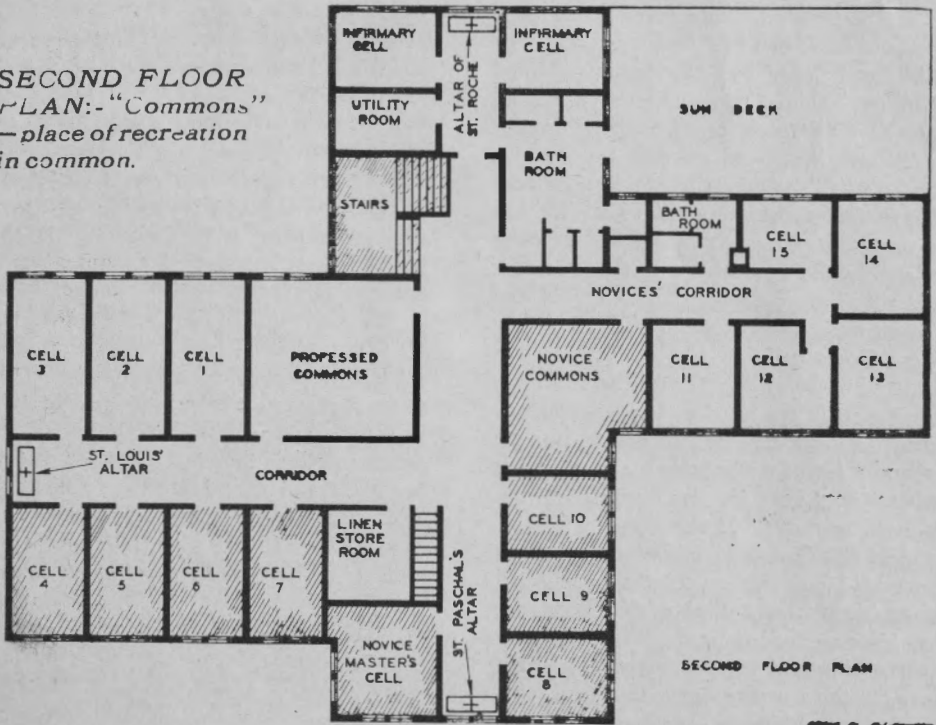 SECOND FLOOR
PLAN:- "Commons"
—place of recreation
in common.
INFIRMARY
CELL
ALTAR OF
ST. ROCHE
INFIRMARY
CELL
UTILITY
ROOM
SUN DECK
BATH
ROOM
STAIRS
BATH
ROOM
CELL
15
CELL
14
NOVICES' CORRIDOR
CELL
3
CELL
2
CELL
1
PROFESSED
COMMONS
NOVICE
COMMONS
CELL
11
CELL
12
CELL
13
ST. LOUIS'
ALTAR
CORRIDOR
CELL
4
CELL
5
CELL
6
CELL
7
LINEN
STORE
ROOM
CELL 10
CELL 9
ST. PASCHAL'S
ALTAR
NOVICE
MASTER'S
CELL
CELL
8
SECOND FLOOR PLAN